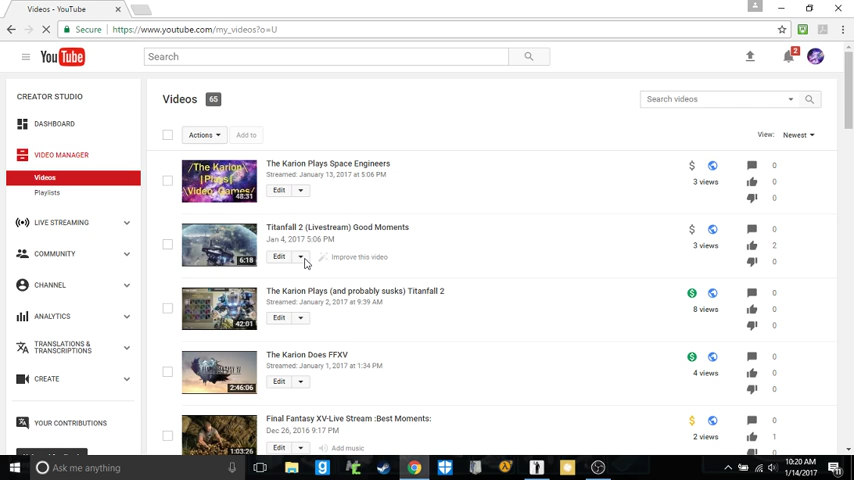 Videos - YouTube
Secure
https://www.youtube.com/my_videos?o=U
YouTube
Search
2
CREATOR STUDIO
DASHBOARD
VIDEO MANAGER
Videos
Playlists
LIVE STREAMING
COMMUNITY
CHANNEL
ANALYTICS
TRANSLATIONS &
TRANSCRIPTIONS
CREATE
YOUR CONTRIBUTIONS
Videos 65
Search videos
Actions
Add to
View: Newest
/The Karion\
|Plays|
\Video Games/
48:31
The Karion Plays Space Engineers
Streamed: January 13, 2017 at 5:06 PM
Edit
$
3 views
0
0
0
6:18
Titanfall 2 (Livestream) Good Moments
Jan 4, 2017 5:06 PM
Edit
Improve this video
$
3 views
0
2
0
42:01
The Karion Plays (and probably susks) Titanfall 2
Streamed: January 2, 2017 at 9:39 AM
Edit
$
8 views
0
0
0
2:46:06
The Karion Does FFXV
Streamed: January 1, 2017 at 1:34 PM
Edit
$
4 views
0
0
0
1:03:26
Final Fantasy XV-Live Stream :Best Moments:
Dec 26, 2016 9:17 PM
Edit
Add music
$
2 views
0
1
Ask me anything
10:20 AM
1/14/2017